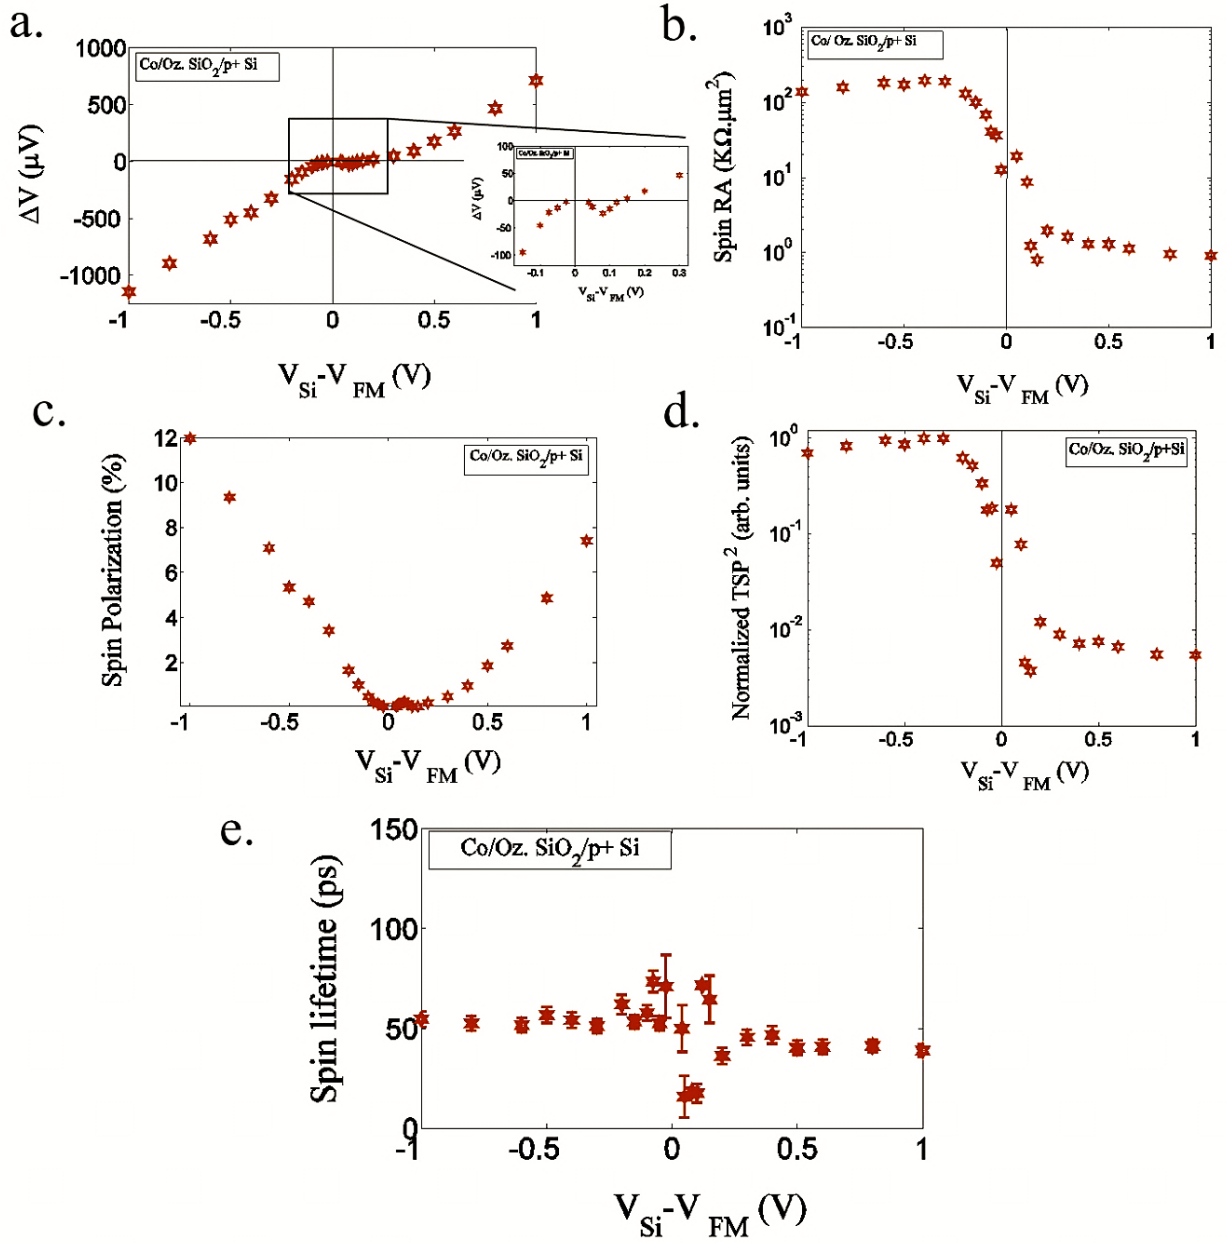 a.
1000
500
0
-500
-1000
ΔV (μV)
Co/Oz. SiO2/p+ Si
-1
-0.5
0
0.5
1
VSi-VFM (V)
Co/Oz. SiO2/p+ Si
100
50
0
-50
-100
ΔV (μV)
-0.1
0
0.1
0.2
0.3
VSi-VFM (V)
b.
10^3
10^2
10^1
10^0
10^-1
Spin RA (KΩ.μm^2)
Co/ Oz. SiO2/p+ Si
-1
-0.5
0
0.5
1
VSi-VFM (V)
c.
12
10
8
6
4
2
Spin Polarization (%)
Co/Oz. SiO2/p+ Si
-1
-0.5
0
0.5
1
VSi-VFM (V)
d.
10^0
10^-1
10^-2
10^-3
Normalized TSP^2 (arb. units)
Co/Oz. SiO2/p+Si
-1
-0.5
0
0.5
1
VSi-VFM (V)
e.
150
100
50
0
Spin lifetime (ps)
Co/Oz. SiO2/p+ Si
-1
-0.5
0
0.5
1
VSi-VFM (V)